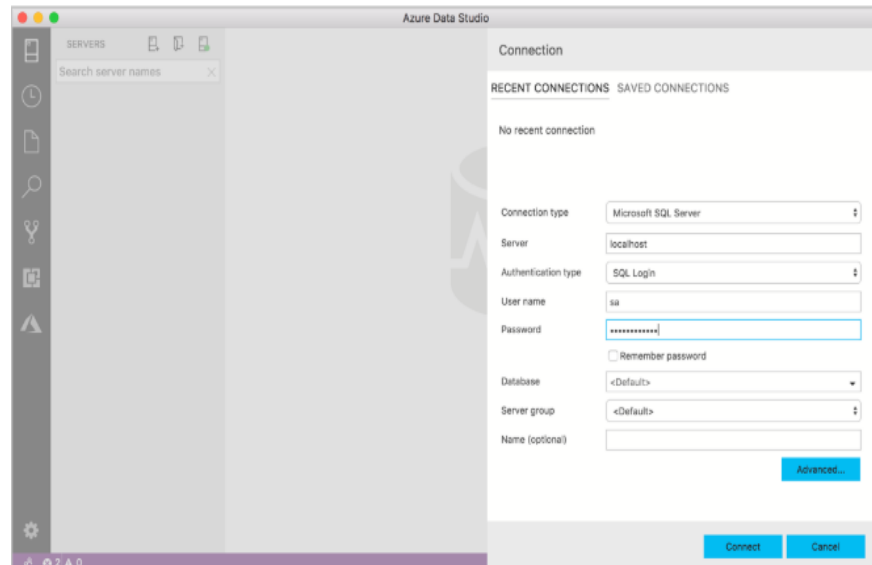 Azure Data Studio
SERVERS
Search server names
Connection
RECENT CONNECTIONS SAVED CONNECTIONS
No recent connection
Connection type Microsoft SQL Server
Server localhost
Authentication type SQL Login
User name sa
Password ••••••••••••
Remember password
Database <Default>
Server group <Default>
Name (optional)
Advanced...
Connect Cancel
2 0